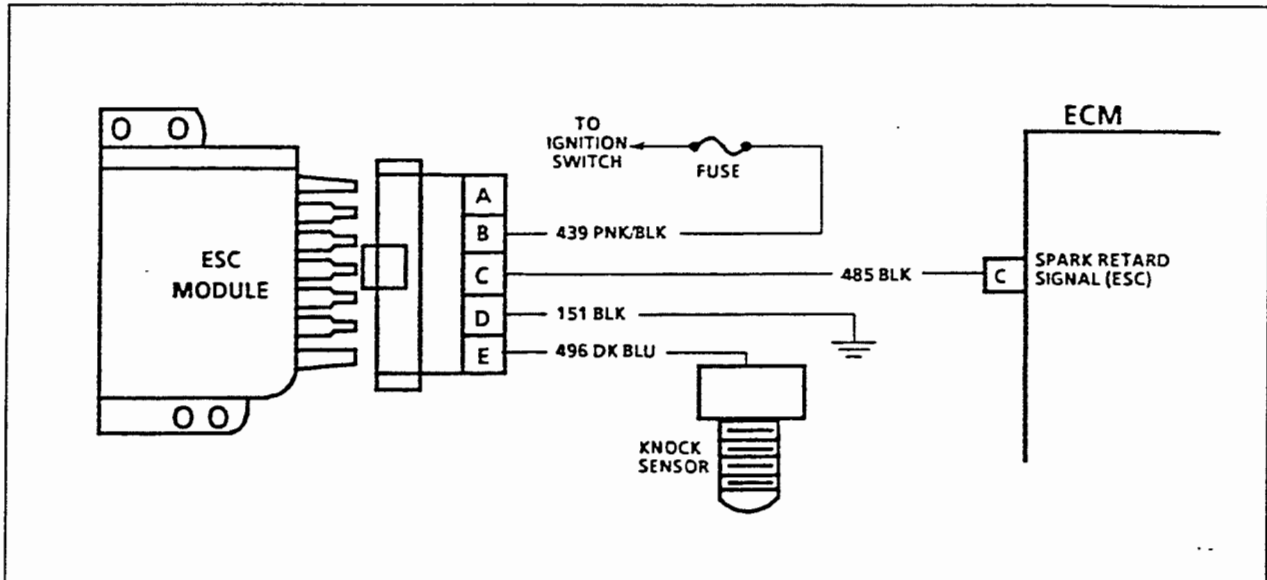 ECM
TO
IGNITION
SWITCH
FUSE
ESC
MODULE
A
B
C
D
E
439 PNK/BLK
485 BLK
C
SPARK RETARD
SIGNAL (ESC)
151 BLK
496 DK BLU
KNOCK
SENSOR